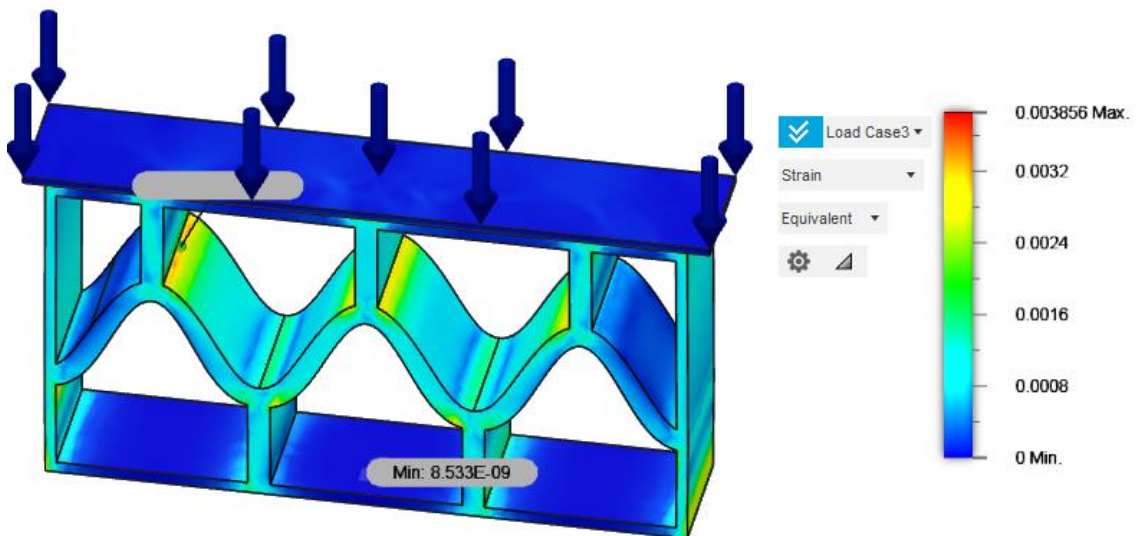 0.003856 Max.
Load Case3
0.0032
Strain
0.0024
Equivalent
0.0016
0.0008
Min: 8.533E-09
0 Min.